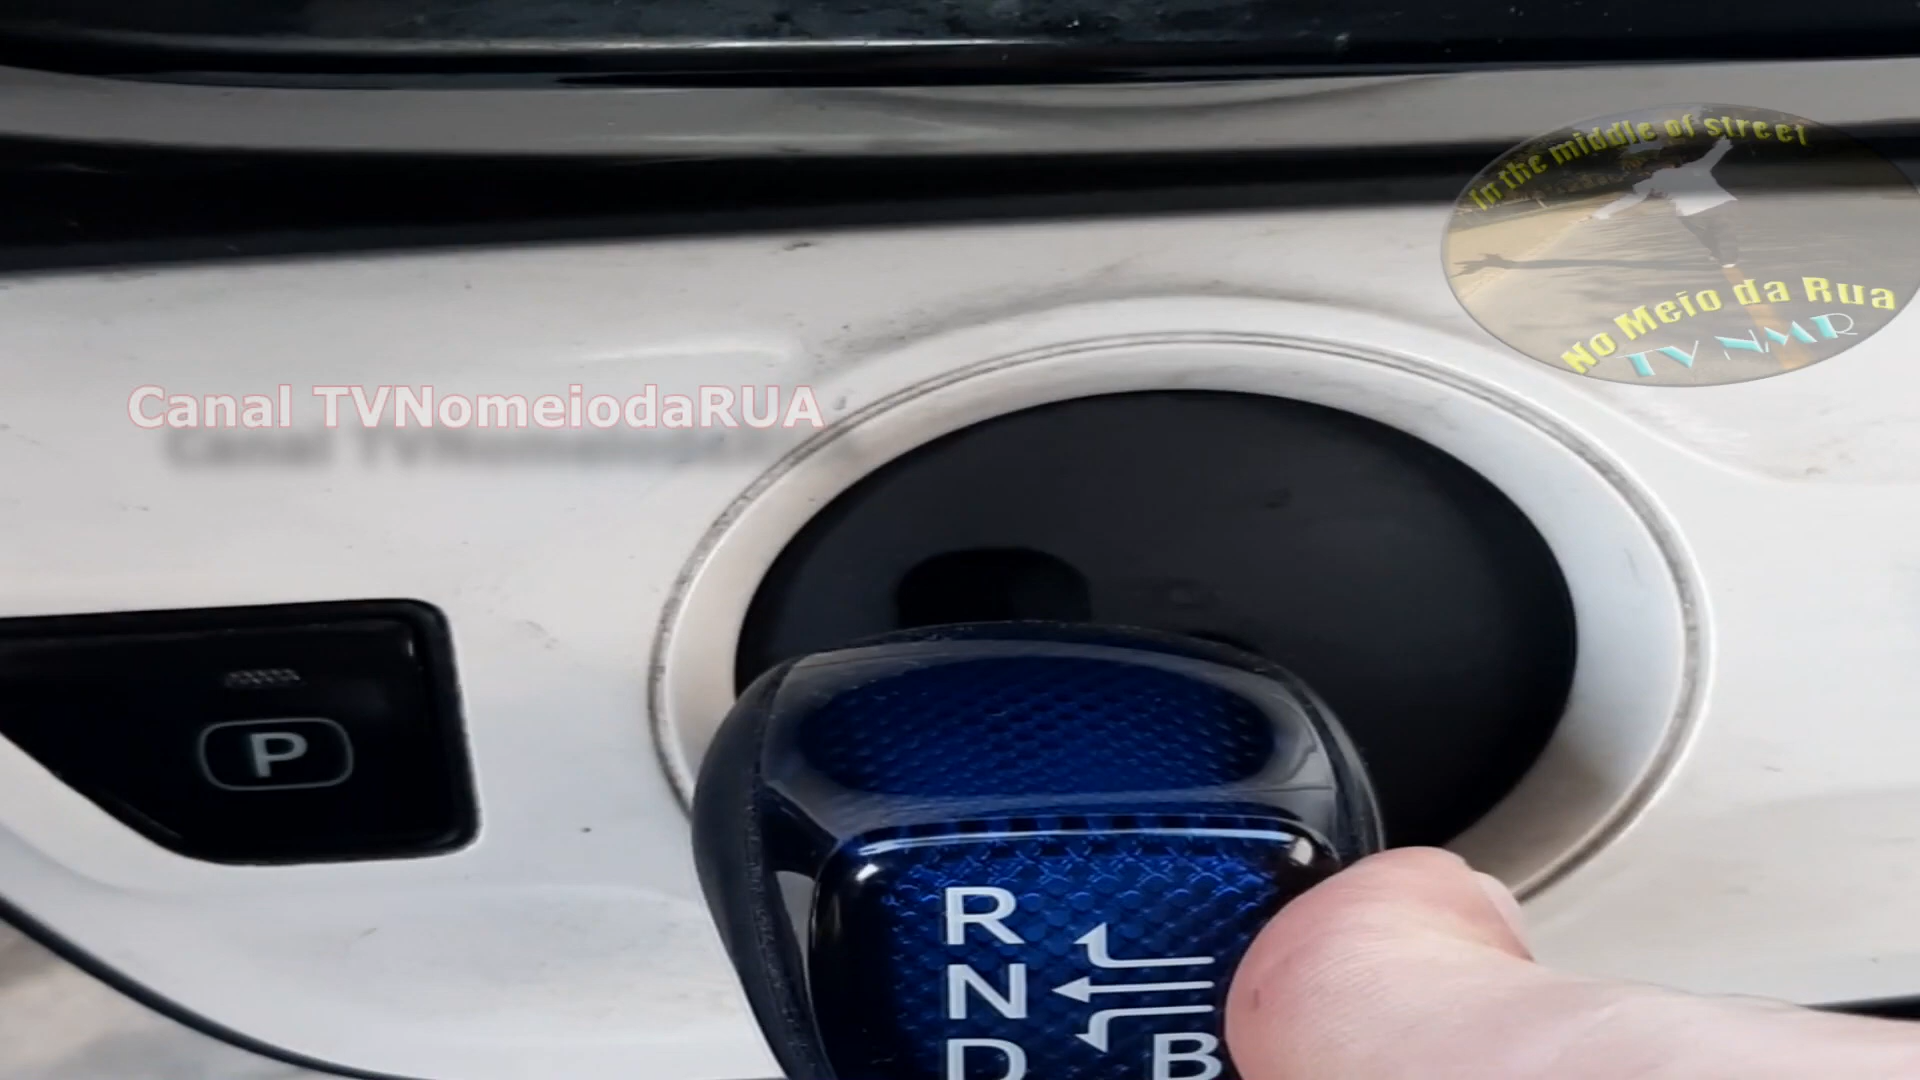 In the middle of street
No Meio da Rua
TV NMR
Canal TVNomeiodaRUA
P
R
N
D B